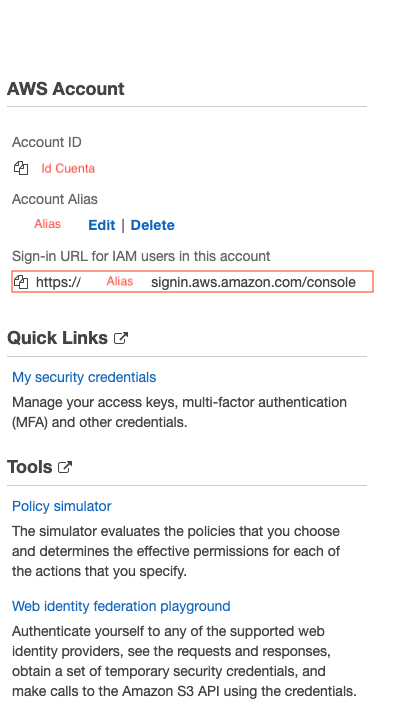 AWS Account
Account ID
Id Cuenta
Account Alias
Alias Edit | Delete
Sign-in URL for IAM users in this account
https:// Alias signin.aws.amazon.com/console
Quick Links
My security credentials
Manage your access keys, multi-factor authentication
(MFA) and other credentials.
Tools
Policy simulator
The simulator evaluates the policies that you choose
and determines the effective permissions for each of
the actions that you specify.
Web identity federation playground
Authenticate yourself to any of the supported web
identity providers, see the requests and responses,
obtain a set of temporary security credentials, and
make calls to the Amazon S3 API using the credentials.